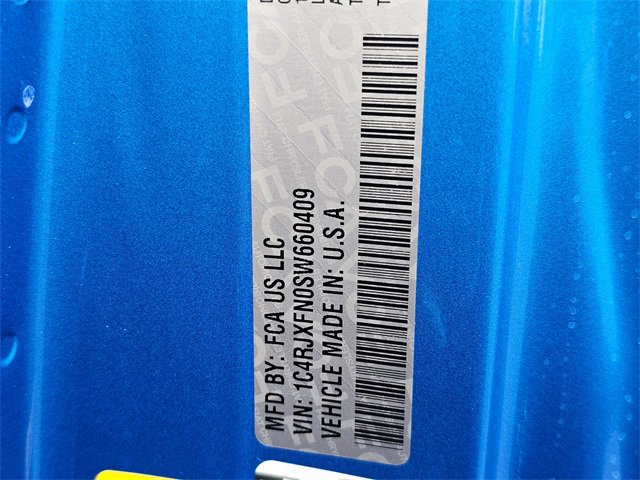 MFD BY: FCA US LLC
VIN: 1C4RJXFN0SW660409
VEHICLE MADE IN: U.S.A.